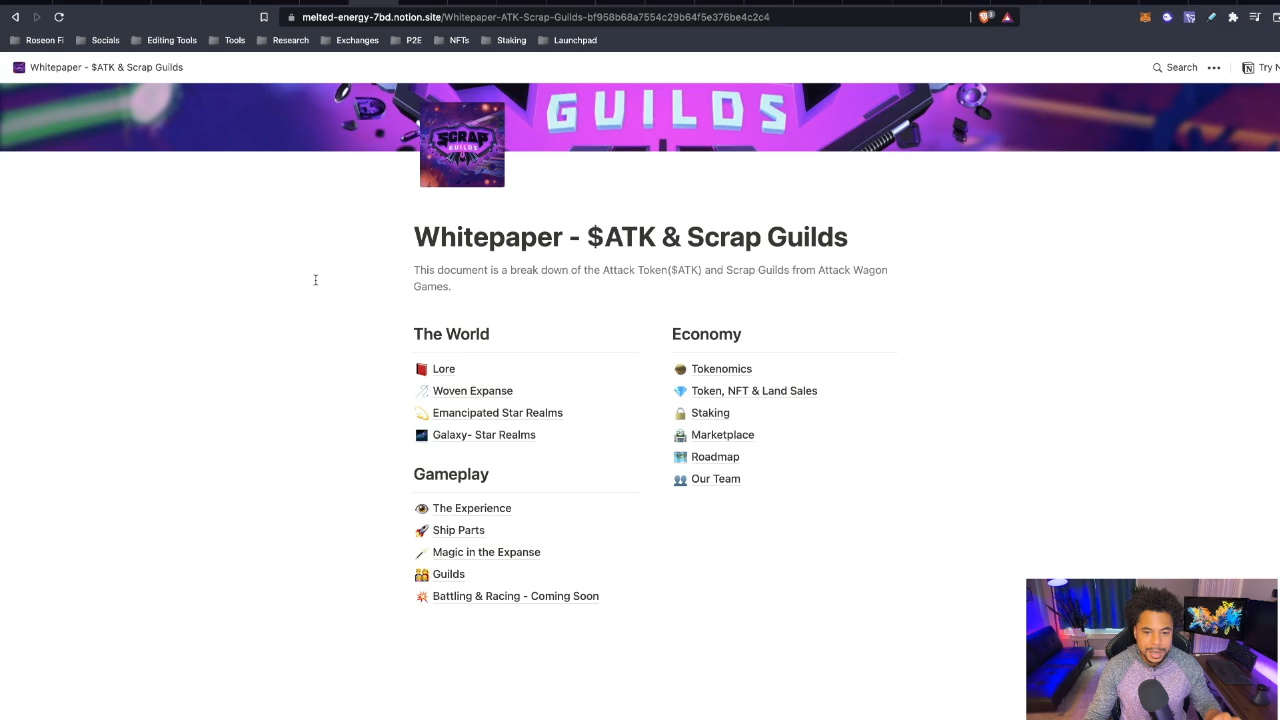 melted-energy-7bd.notion.site/Whitepaper-ATK-Scrap-Guilds-bf958b68a7554c29b64f5e376be4c2c4
Roseon Fi Socials Editing Tools Tools Research Exchanges P2E NFTs Staking Launchpad
Whitepaper - $ATK & Scrap Guilds Search Try
GUILDS
SCRAP
GUILDS
Whitepaper - $ATK & Scrap Guilds
This document is a break down of the Attack Token($ATK) and Scrap Guilds from Attack Wagon
Games.
The World
Lore
Woven Expanse
Emancipated Star Realms
Galaxy- Star Realms
Gameplay
The Experience
Ship Parts
Magic in the Expanse
Guilds
Battling & Racing - Coming Soon
Economy
Tokenomics
Token, NFT & Land Sales
Staking
Marketplace
Roadmap
Our Team